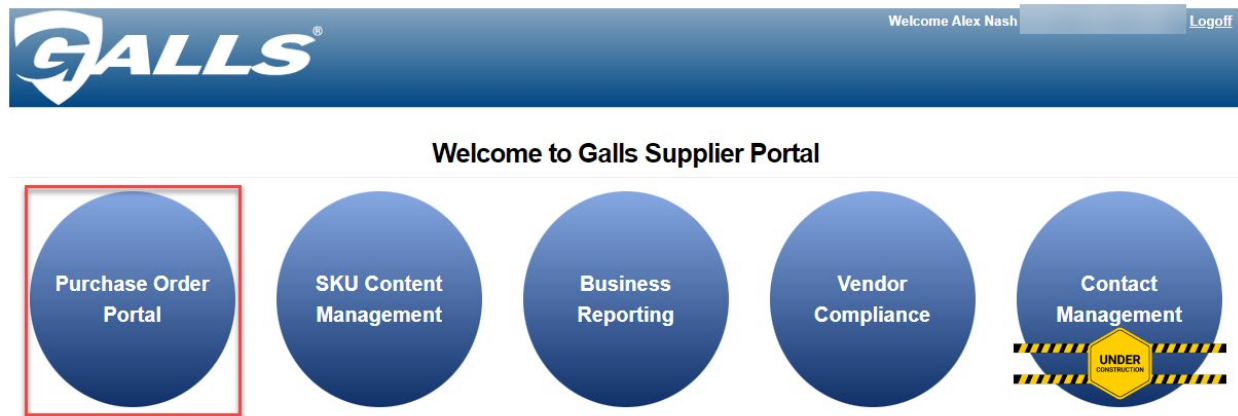 Welcome Alex Nash Logoff
GALLS®
Welcome to Galls Supplier Portal
Purchase Order
Portal
SKU Content
Management
Business
Reporting
Vendor
Compliance
Contact
Management
UNDER
CONSTRUCTION